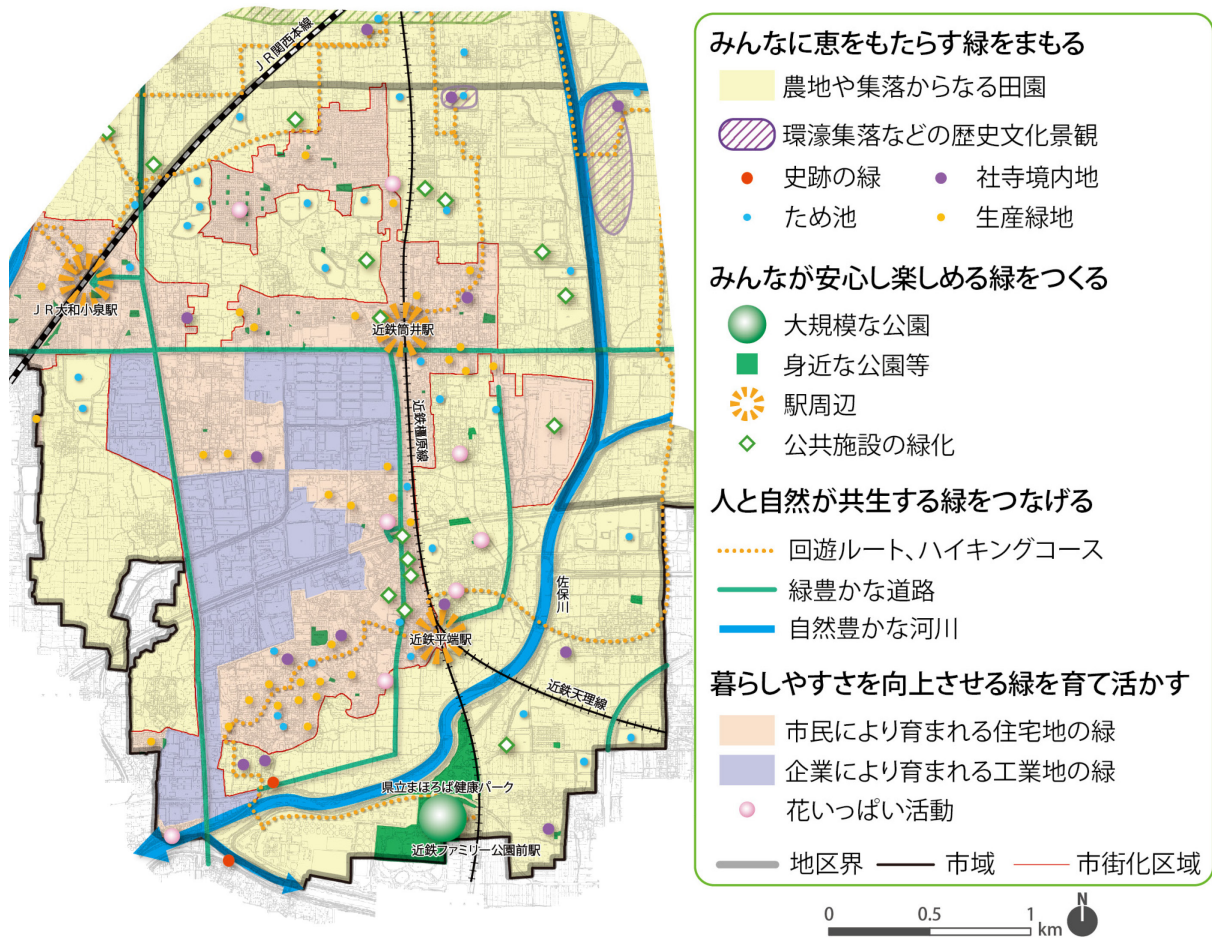 JR関西本線
JR大和小泉駅
近鉄筒井駅
近鉄橿原線
佐保川
近鉄平端駅
近鉄天理線
県立まほろば健康パーク
近鉄ファミリー公園前駅
みんなに恵をもたらす緑をまもる
農地や集落からなる田園
環濠集落などの歴史文化景観
史跡の緑
社寺境内地
ため池
生産緑地
みんなが安心し楽しめる緑をつくる
大規模な公園
身近な公園等
駅周辺
公共施設の緑化
人と自然が共生する緑をつなげる
回遊ルート、ハイキングコース
緑豊かな道路
自然豊かな河川
暮らしやすさを向上させる緑を育て活かす
市民により育まれる住宅地の緑
企業により育まれる工業地の緑
花いっぱい活動
地区界 市域 市街化区域
0 0.5 1 km N